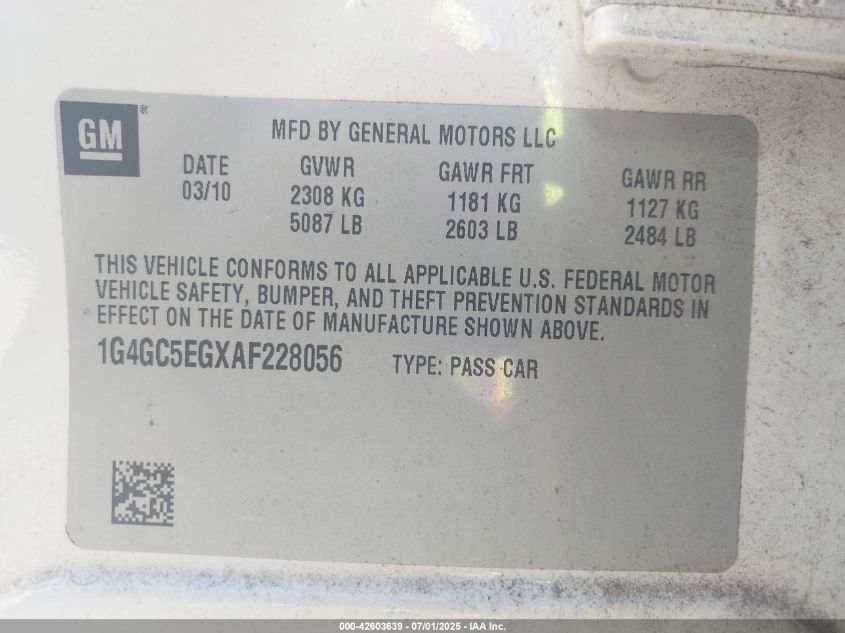 GM ®
MFD BY GENERAL MOTORS LLC
DATE GVWR GAWR FRT GAWR RR
03/10 2308 KG 1181 KG 1127 KG
5087 LB 2603 LB 2484 LB
THIS VEHICLE CONFORMS TO ALL APPLICABLE U.S. FEDERAL MOTOR
VEHICLE SAFETY, BUMPER, AND THEFT PREVENTION STANDARDS IN
EFFECT ON THE DATE OF MANUFACTURE SHOWN ABOVE.
1G4GC5EGXAF228056 TYPE: PASS CAR
000-42603639 - 07/01/2025 - IAA Inc.